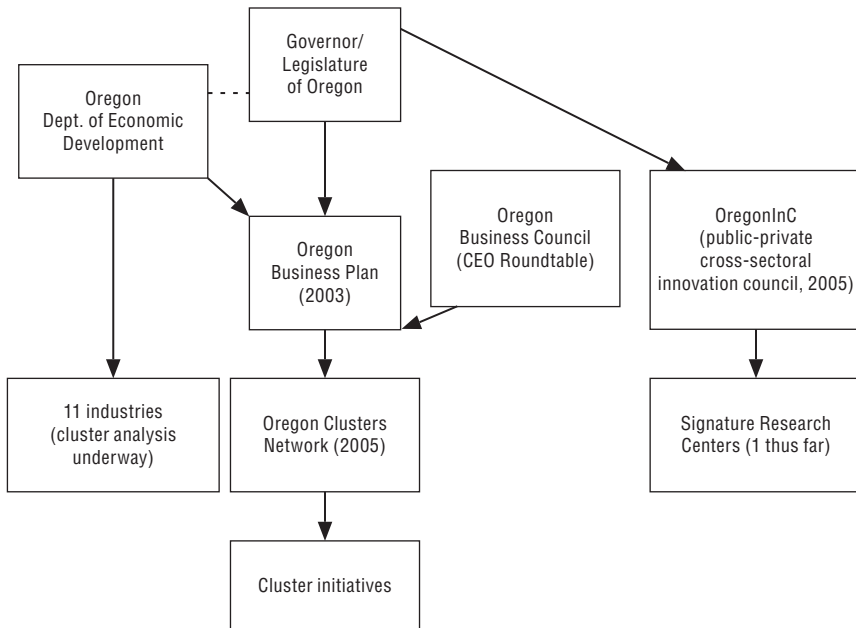 Governor/
Legislature
of Oregon
Oregon
Dept. of Economic
Development
Oregon
Business Plan
(2003)
Oregon
Business Council
(CEO Roundtable)
OregonInC
(public-private
cross-sectoral
innovation council, 2005)
11 industries
(cluster analysis
underway)
Oregon Clusters
Network (2005)
Signature Research
Centers (1 thus far)
Cluster initiatives